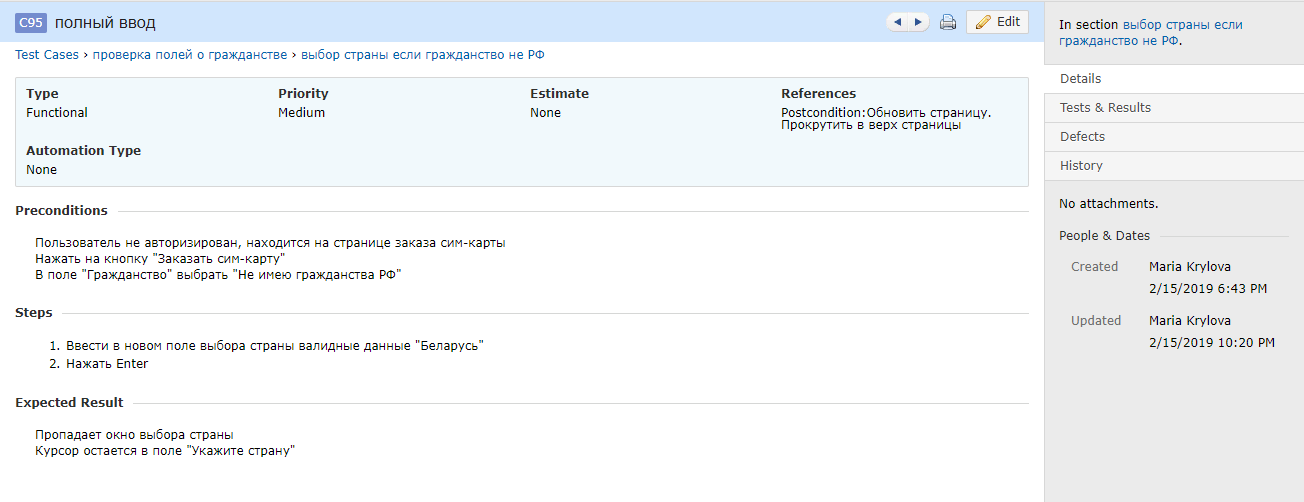 C95 полный ввод
Edit
Test Cases › проверка полей о гражданстве › выбор страны если гражданство не РФ
Type
Functional
Priority
Medium
Estimate
None
References
Postcondition:Обновить страницу.
Прокрутить в верх страницы
Automation Type
None
Preconditions
Пользователь не авторизирован, находится на странице заказа сим-карты
Нажать на кнопку "Заказать сим-карту"
В поле "Гражданство" выбрать "Не имею гражданства РФ"
Steps
1. Ввести в новом поле выбора страны валидные данные "Беларусь"
2. Нажать Enter
Expected Result
Пропадает окно выбора страны
Курсор остается в поле "Укажите страну"
In section выбор страны если
гражданство не РФ.
Details
Tests & Results
Defects
History
No attachments.
People & Dates
Created Maria Krylova
2/15/2019 6:43 PM
Updated Maria Krylova
2/15/2019 10:20 PM